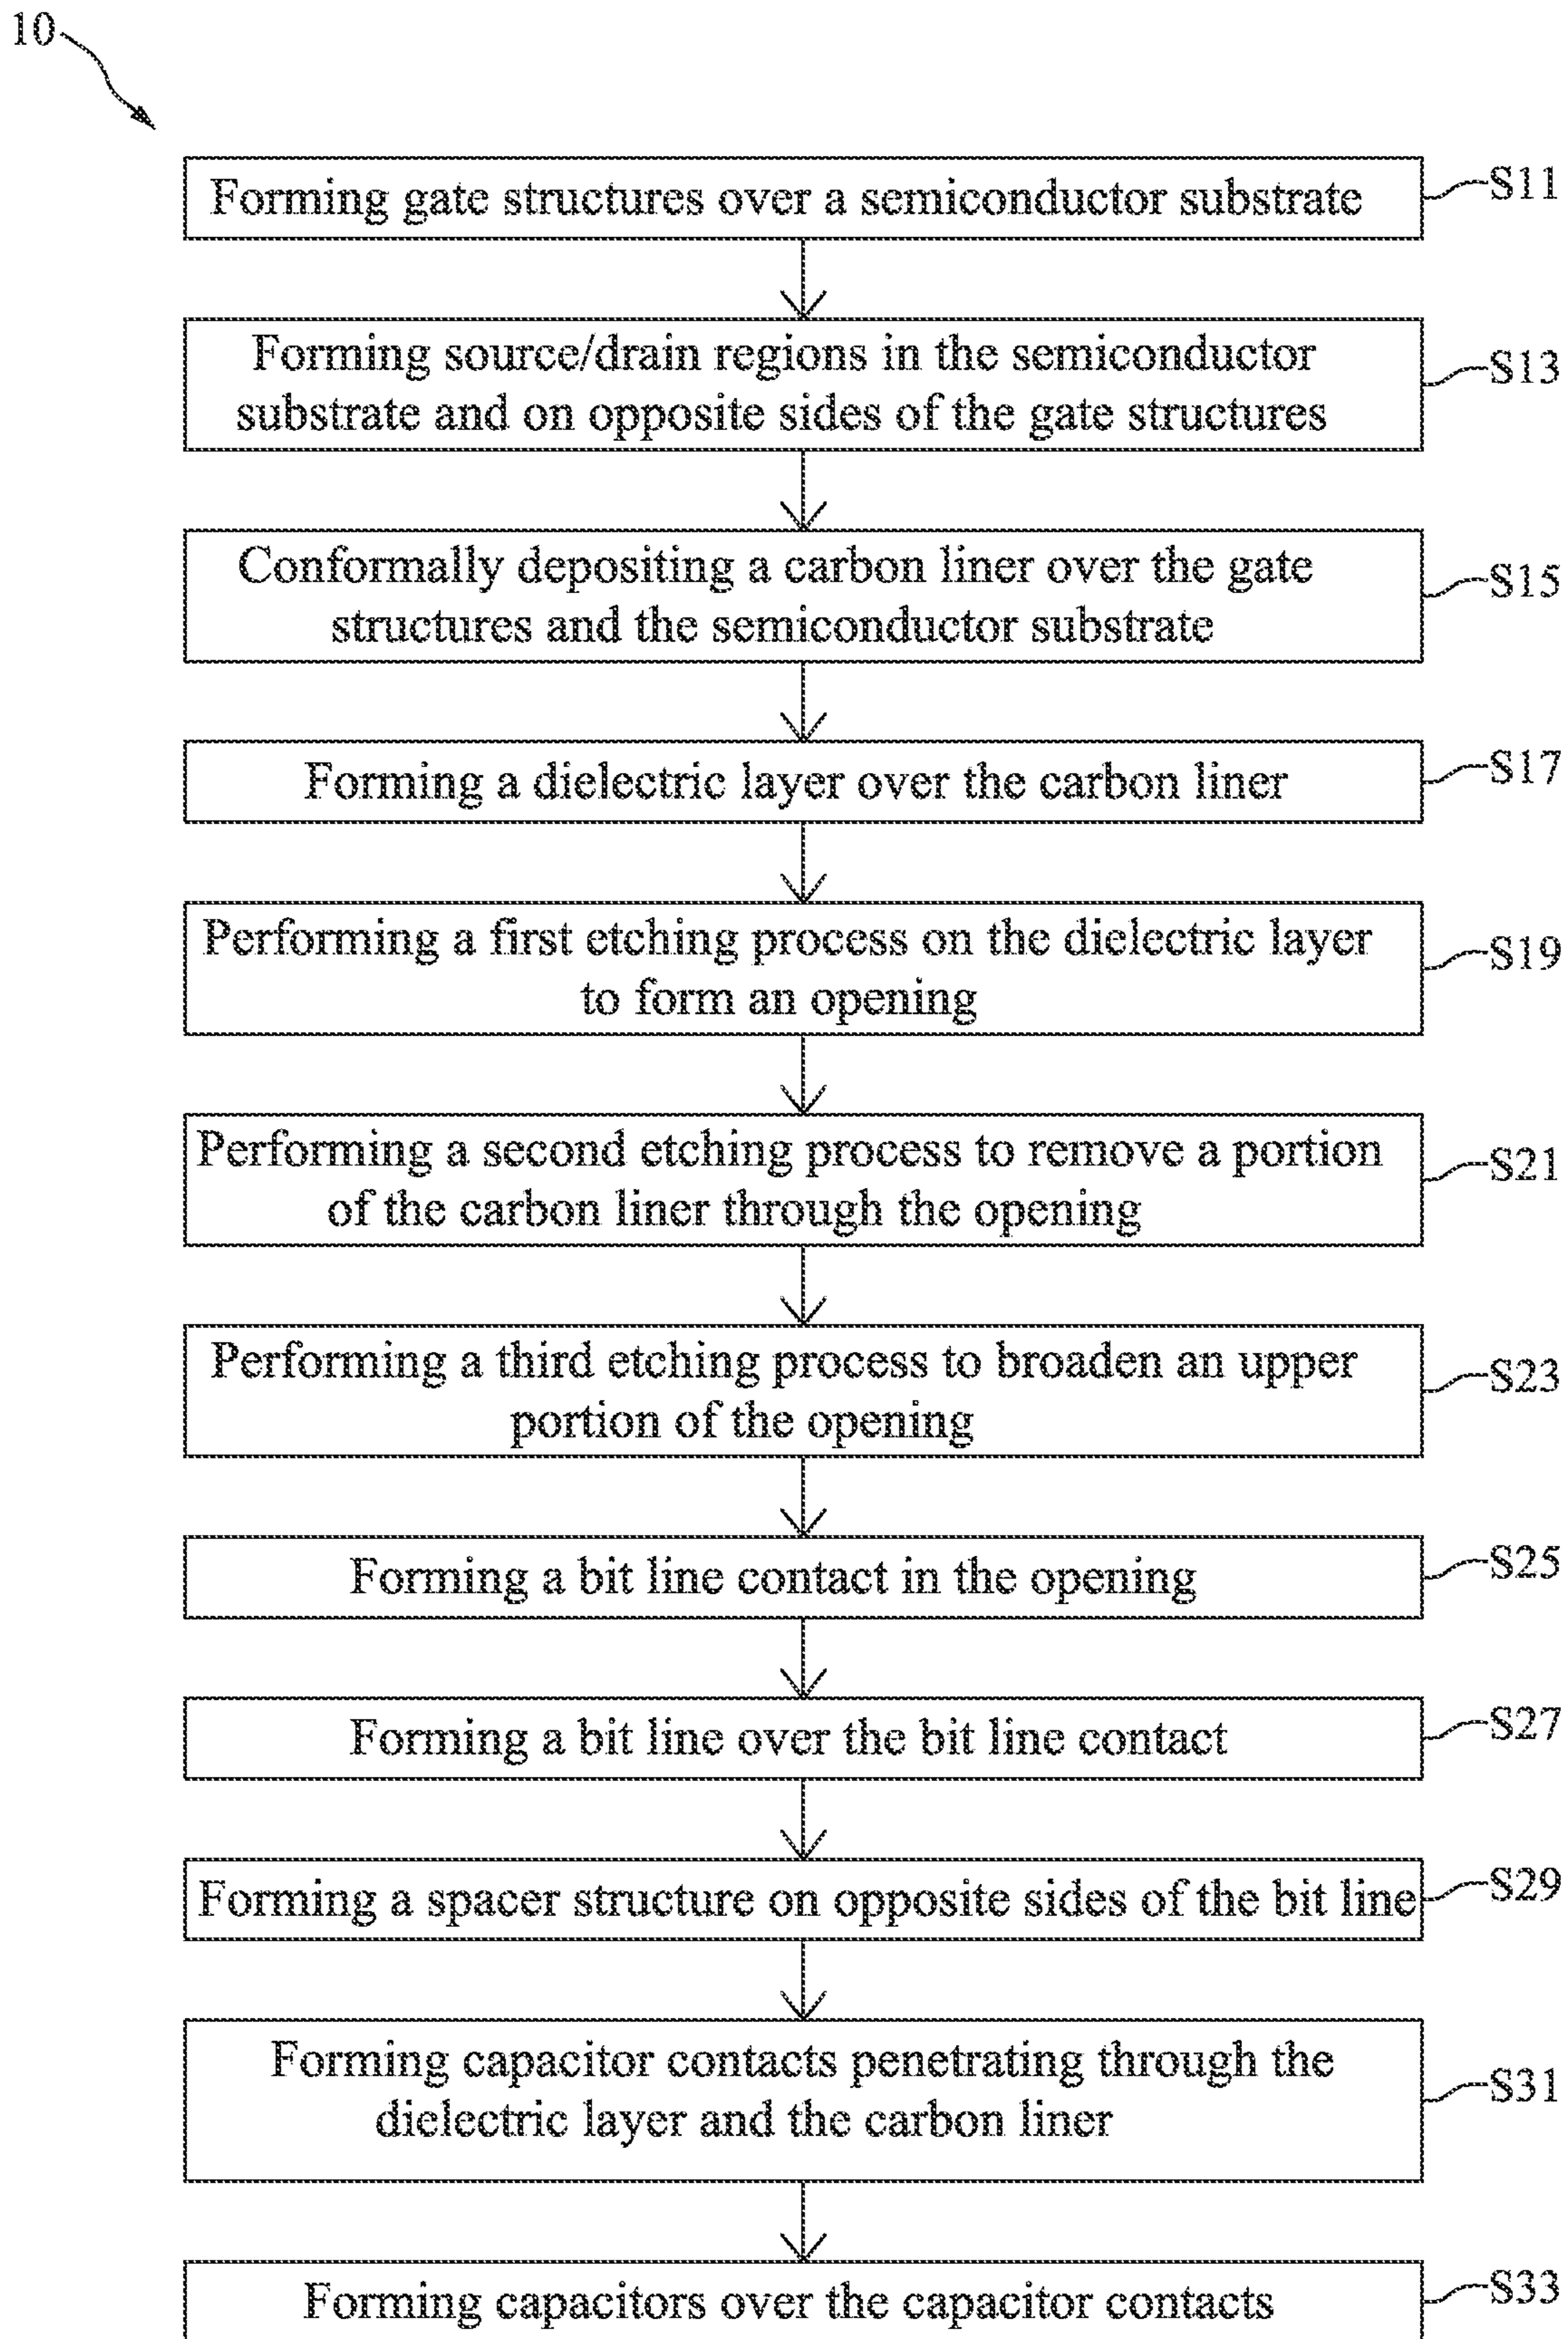 10
Forming gate structures over a semiconductor substrate
S11
Forming source/drain regions in the semiconductor
substrate and on opposite sides of the gate structures
S13
Conformally depositing a carbon liner over the gate
structures and the semiconductor substrate
S15
Forming a dielectric layer over the carbon liner
S17
Performing a first etching process on the dielectric layer
to form an opening
S19
Performing a second etching process to remove a portion
of the carbon liner through the opening
S21
Performing a third etching process to broaden an upper
portion of the opening
S23
Forming a bit line contact in the opening
S25
Forming a bit line over the bit line contact
S27
Forming a spacer structure on opposite sides of the bit line
S29
Forming capacitor contacts penetrating through the
dielectric layer and the carbon liner
S31
Forming capacitors over the capacitor contacts
S33